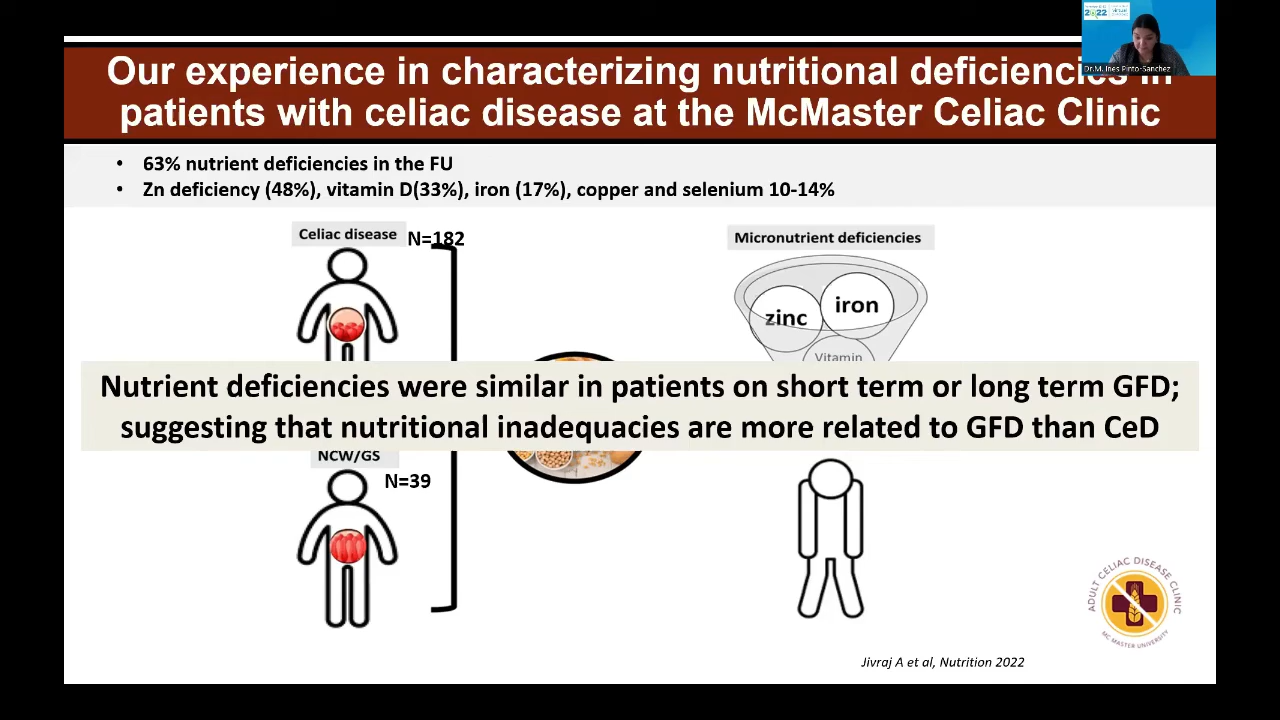 2022
Dr.M. Ines Pinto-Sanchez
Our experience in characterizing nutritional deficiencies in
patients with celiac disease at the McMaster Celiac Clinic
• 63% nutrient deficiencies in the FU
• Zn deficiency (48%), vitamin D(33%), iron (17%), copper and selenium 10-14%
Celiac disease N=182
Micronutrient deficiencies
zinc
iron
Vitamin
Nutrient deficiencies were similar in patients on short term or long term GFD;
suggesting that nutritional inadequacies are more related to GFD than CeD
NCW/GS
N=39
ADULT CELIAC DISEASE CLINIC
MC MASTER UNIVERSITY
Jivraj A et al, Nutrition 2022